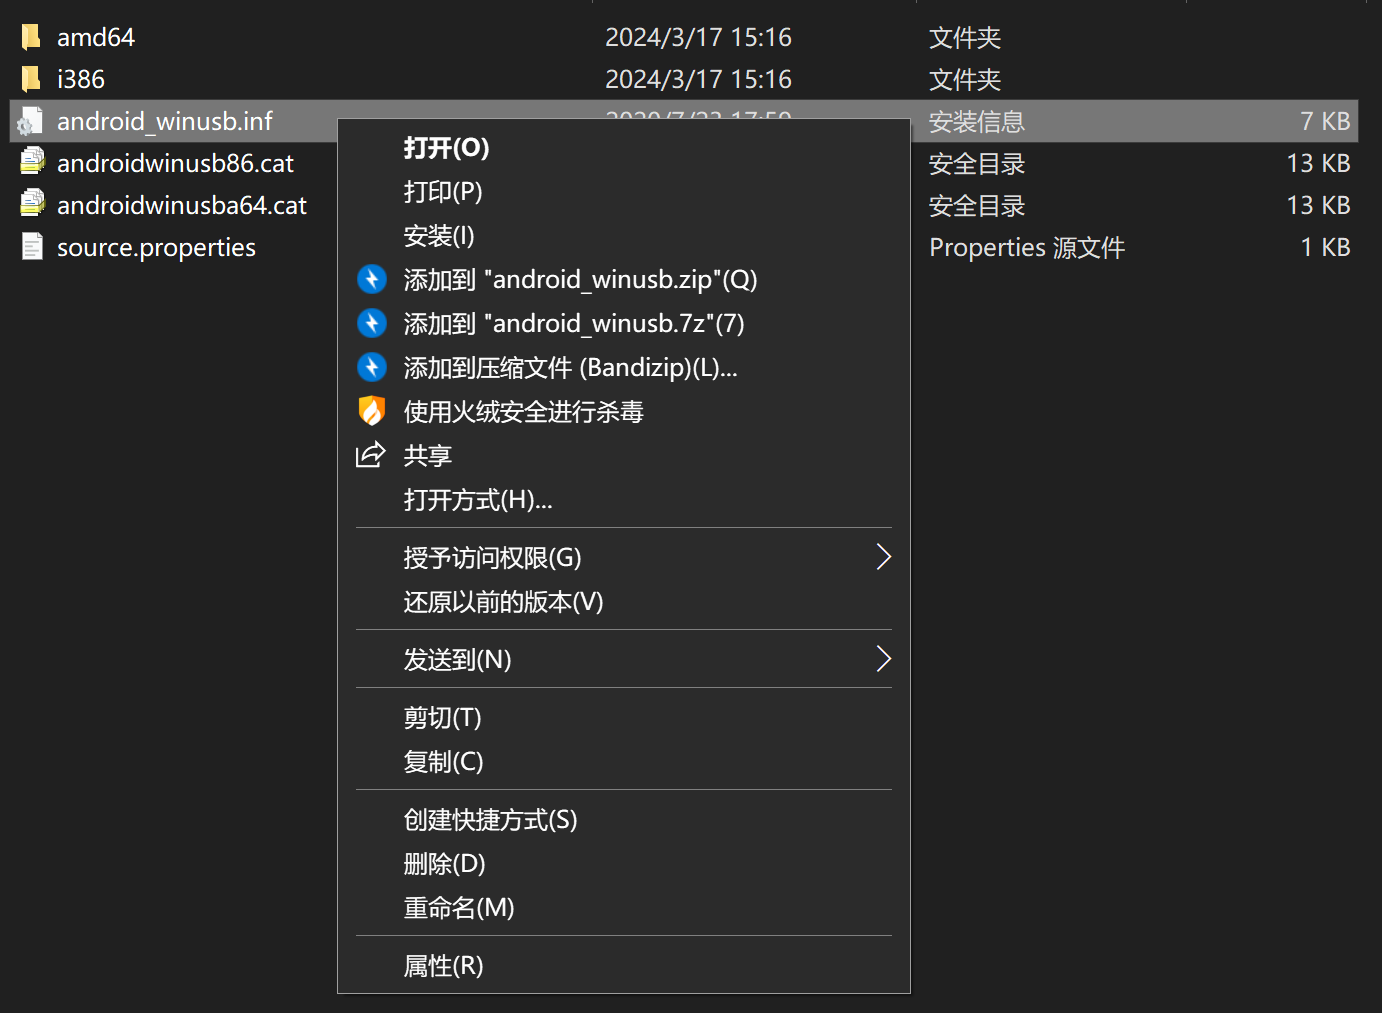 amd64 2024/3/17 15:16 文件夹
i386 2024/3/17 15:16 文件夹
android_winusb.inf 安装信息 7 KB
androidwinusb86.cat 安全目录 13 KB
androidwinusba64.cat 安全目录 13 KB
source.properties Properties 源文件 1 KB
打开(O)
打印(P)
安装(I)
添加到 "android_winusb.zip"(Q)
添加到 "android_winusb.7z"(7)
添加到压缩文件 (Bandizip)(L)...
使用火绒安全进行杀毒
共享
打开方式(H)...
授予访问权限(G)
还原以前的版本(V)
发送到(N)
剪切(T)
复制(C)
创建快捷方式(S)
删除(D)
重命名(M)
属性(R)